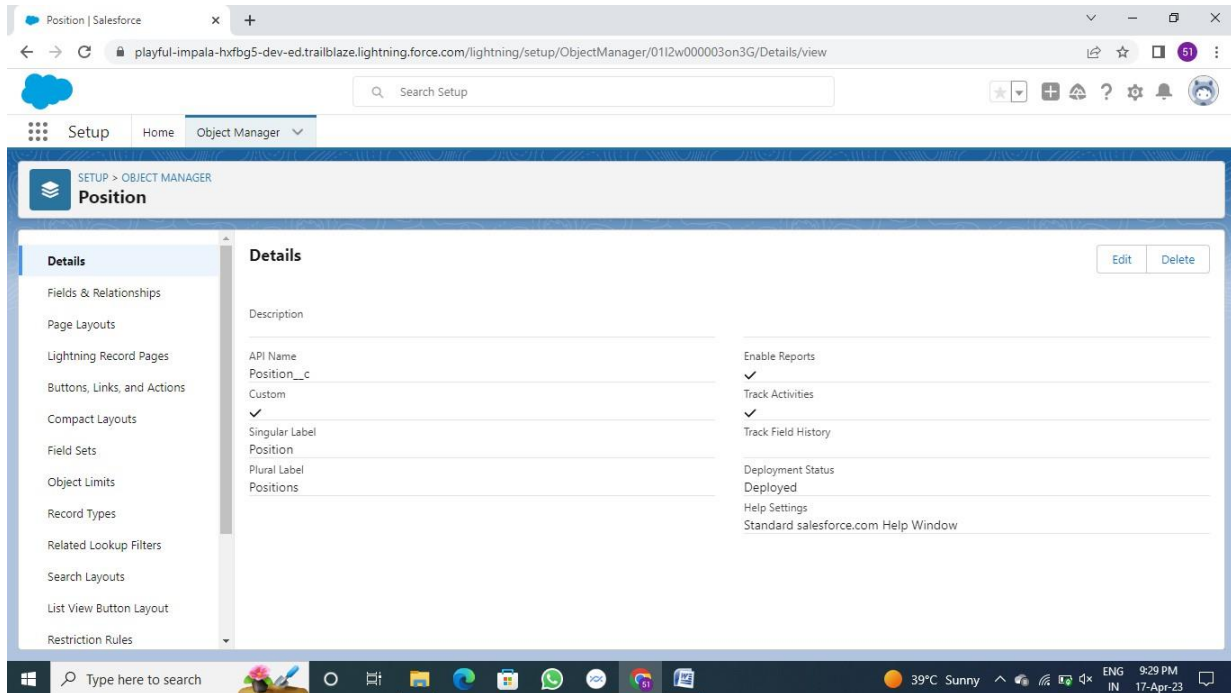 Position | Salesforce
playful-impala-hxfbg5-dev-ed.trailblaze.lightning.force.com/lightning/setup/ObjectManager/01I2w000003on3G/Details/view
51
Search Setup
Setup
Home
Object Manager
SETUP > OBJECT MANAGER
Position
Details
Fields & Relationships
Page Layouts
Lightning Record Pages
Buttons, Links, and Actions
Compact Layouts
Field Sets
Object Limits
Record Types
Related Lookup Filters
Search Layouts
List View Button Layout
Restriction Rules
Details
Edit
Delete
Description
API Name
Position__c
Custom
Singular Label
Position
Plural Label
Positions
Enable Reports
Track Activities
Track Field History
Deployment Status
Deployed
Help Settings
Standard salesforce.com Help Window
Type here to search
51
39°C Sunny
ENG
IN
9:29 PM
17-Apr-23